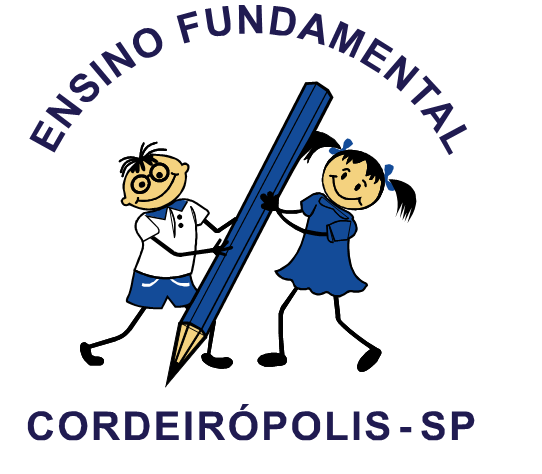 ENSINO FUNDAMENTAL
CORDEIRÓPOLIS - SP